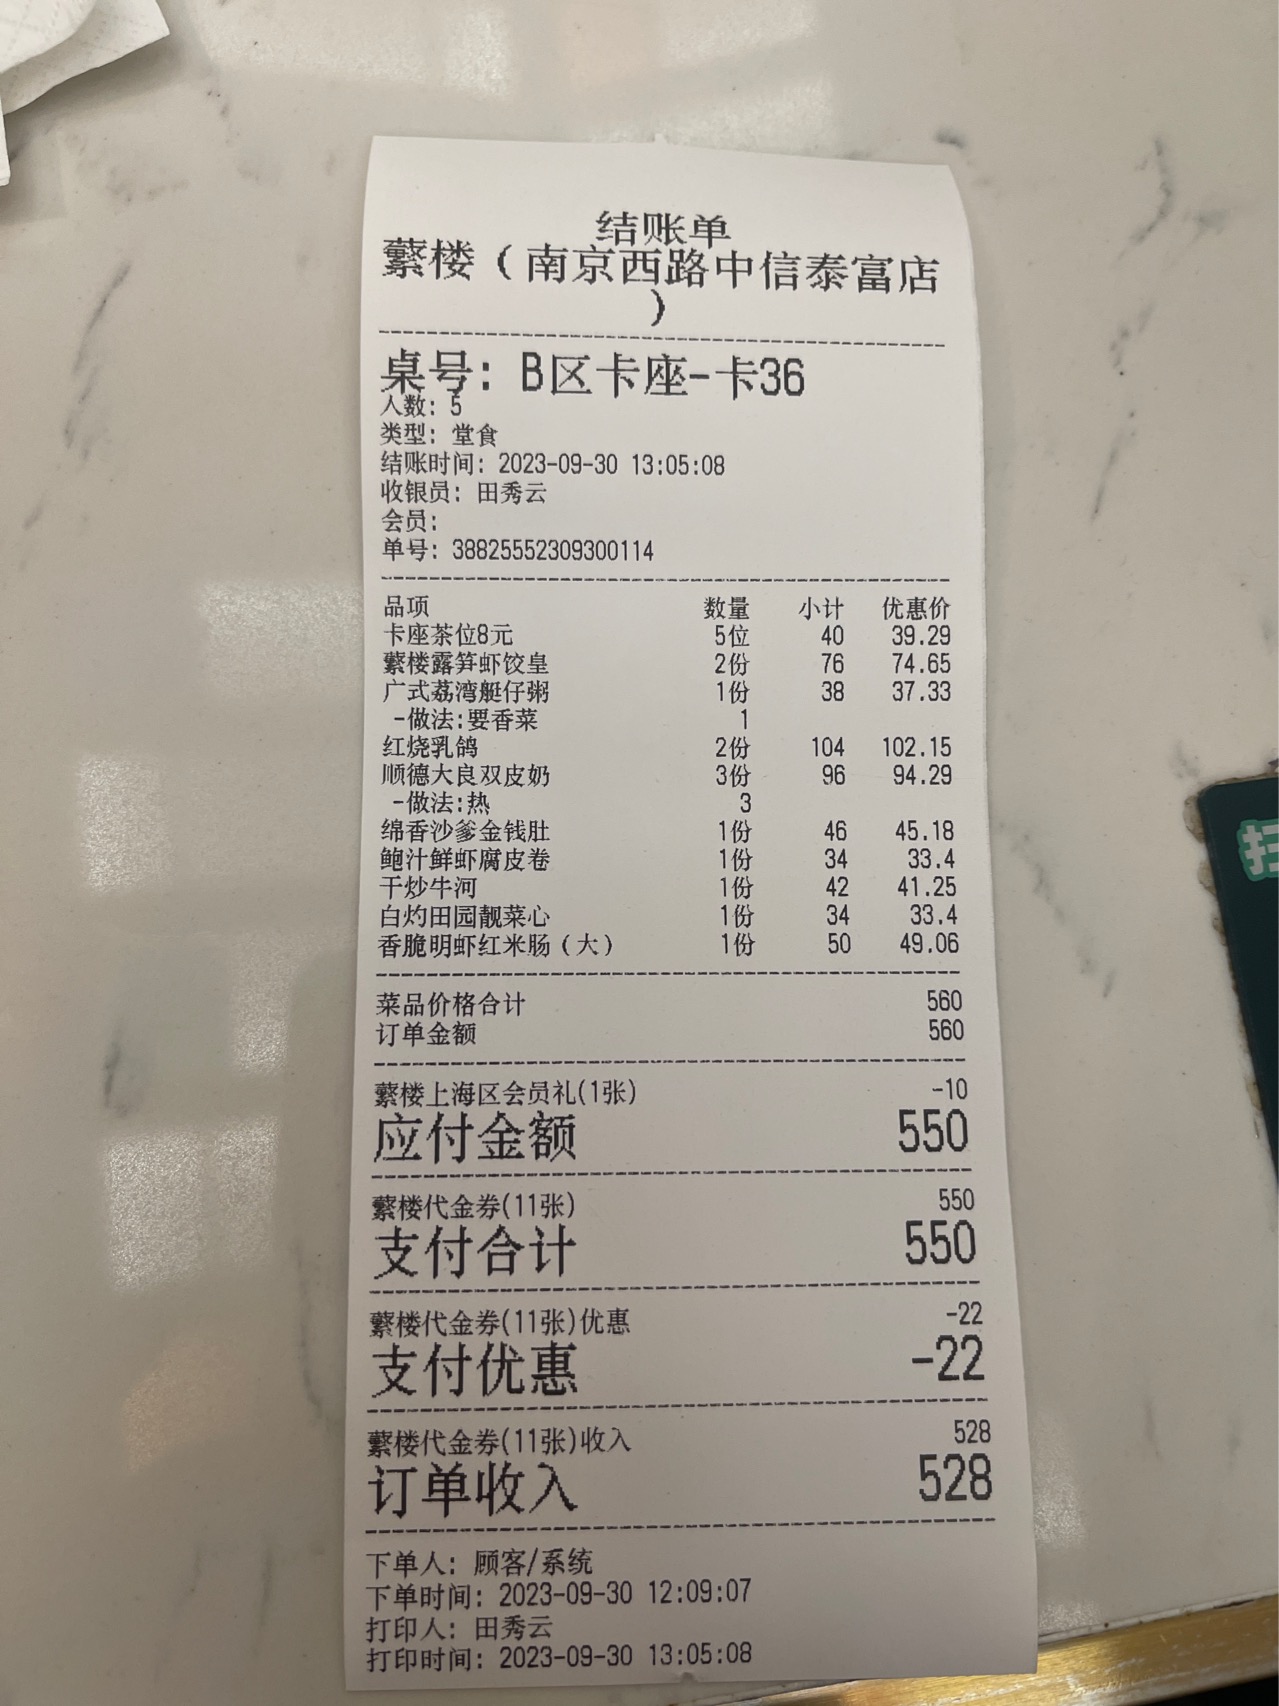 结账单
蘩楼（南京西路中信泰富店
）
桌号: B区卡座-卡36
人数: 5
类型: 堂食
结账时间: 2023-09-30 13:05:08
收银员: 田秀云
会员:
单号: 38825552309300114
品项 数量 小计 优惠价
卡座茶位8元 5位 40 39.29
蘩楼露笋虾饺皇 2份 76 74.65
广式荔湾艇仔粥 1份 38 37.33
-做法:要香菜 1
红烧乳鸽 2份 104 102.15
顺德大良双皮奶 3份 96 94.29
-做法:热 3
绵香沙爹金钱肚 1份 46 45.18
鲍汁鲜虾腐皮卷 1份 34 33.4
干炒牛河 1份 42 41.25
白灼田园靓菜心 1份 34 33.4
香脆明虾红米肠（大） 1份 50 49.06
菜品价格合计 560
订单金额 560
蘩楼上海区会员礼(1张) -10
应付金额 550
蘩楼代金券(11张) 550
支付合计 550
蘩楼代金券(11张)优惠 -22
支付优惠 -22
蘩楼代金券(11张)收入 528
订单收入 528
下单人: 顾客/系统
下单时间: 2023-09-30 12:09:07
打印人: 田秀云
打印时间: 2023-09-30 13:05:08